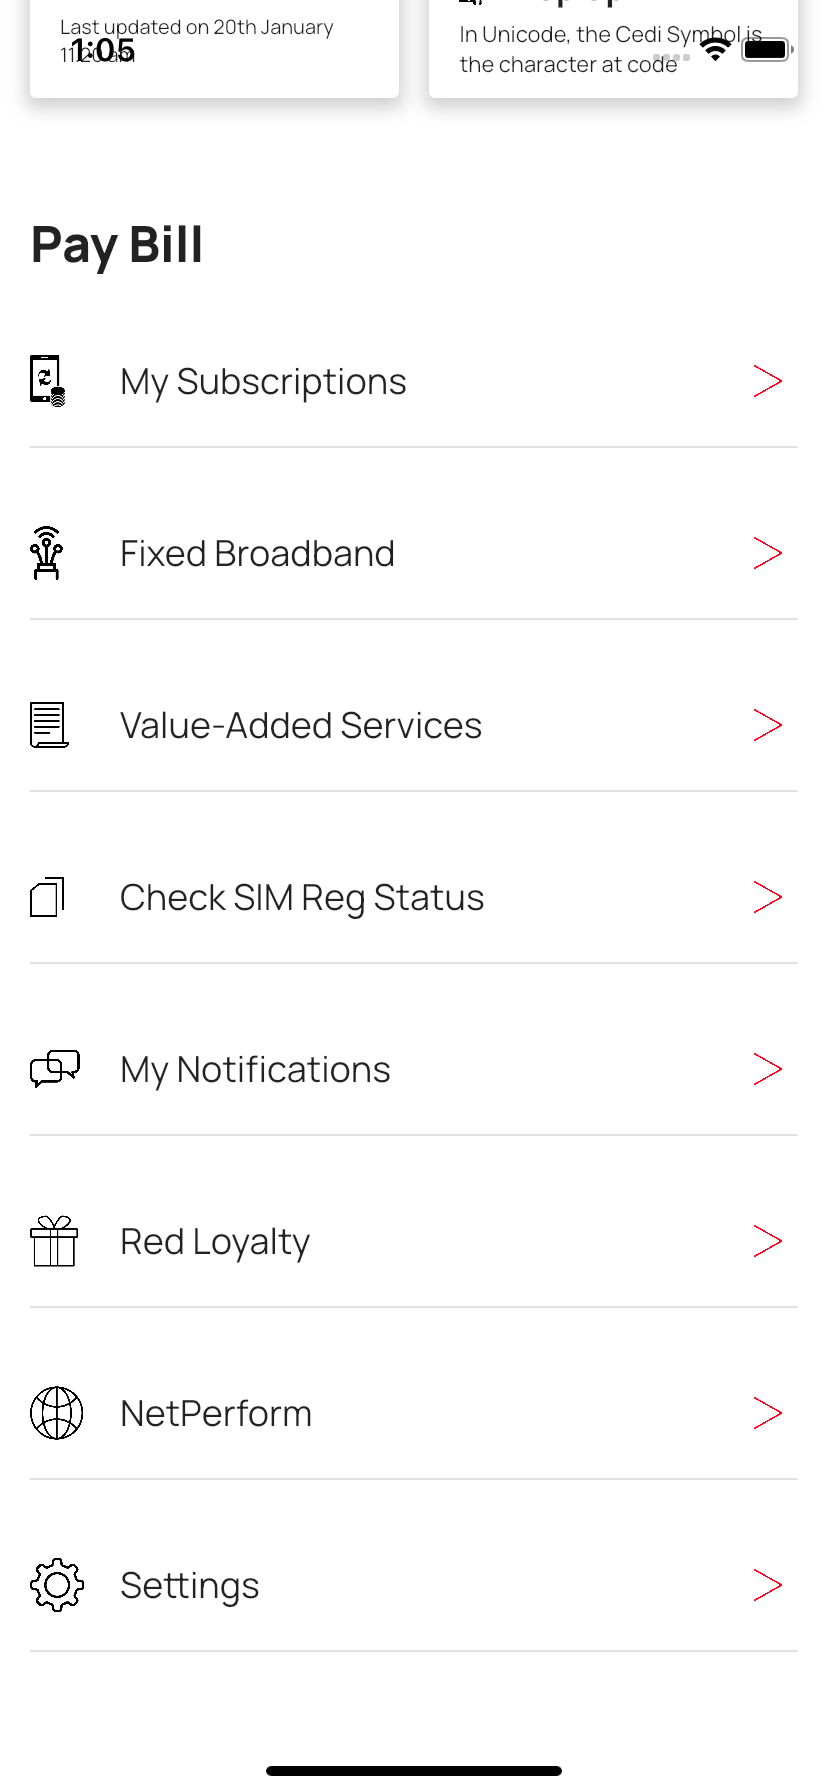 Last updated on 20th January
11:20 am
1:05
In Unicode, the Cedi Symbol is
the character at code
Pay Bill
My Subscriptions
Fixed Broadband
Value-Added Services
Check SIM Reg Status
My Notifications
Red Loyalty
NetPerform
Settings